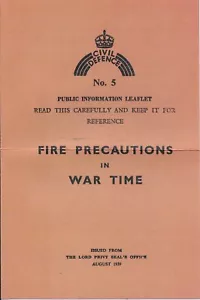 CIVIL
DEFENCE
No. 5
PUBLIC INFORMATION LEAFLET
READ THIS CAREFULLY AND KEEP IT FOR
REFERENCE
FIRE PRECAUTIONS
IN
WAR TIME
ISSUED FROM
THE LORD PRIVY SEAL'S OFFICE
AUGUST 1939